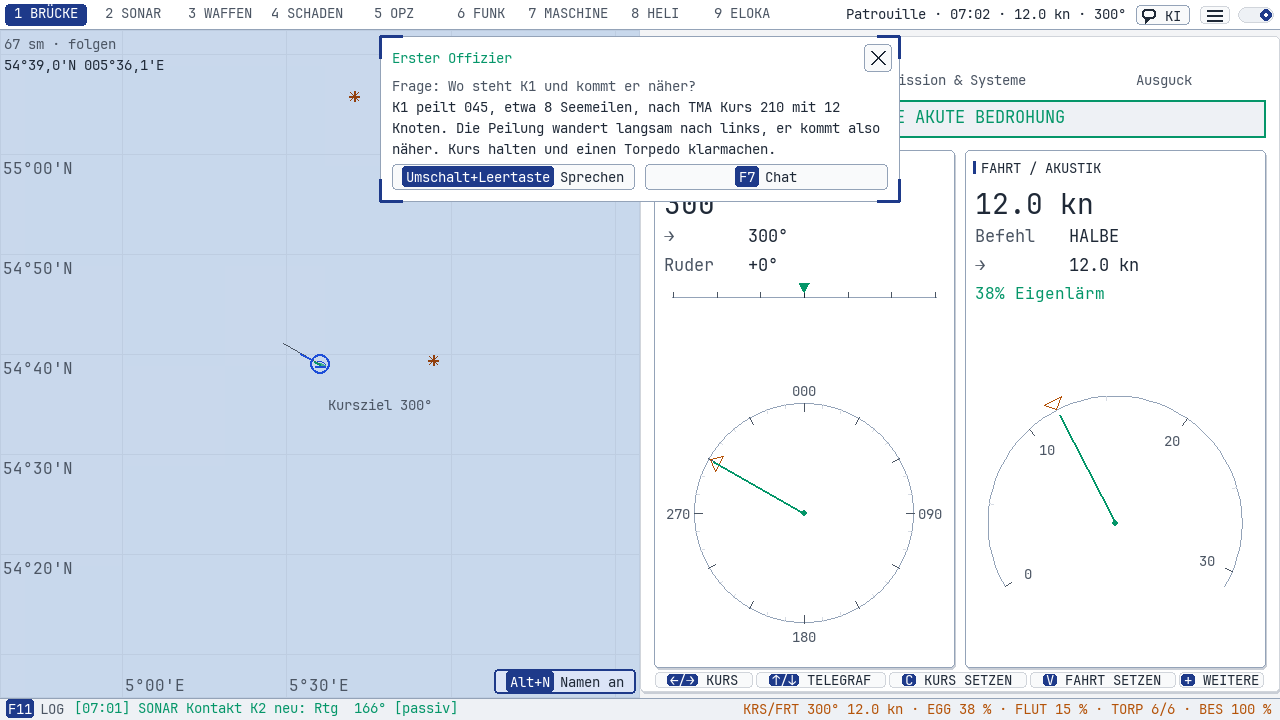 1 BRÜCKE 2 SONAR 3 WAFFEN 4 SCHADEN 5 OPZ 6 FUNK 7 MASCHINE 8 HELI 9 ELOKA Patrouille · 07:02 · 12.0 kn · 300° KI
67 sm · folgen
54°39,0'N 005°36,1'E
Erster Offizier
Frage: Wo steht K1 und kommt er näher?
K1 peilt 045, etwa 8 Seemeilen, nach TMA Kurs 210 mit 12
Knoten. Die Peilung wandert langsam nach links, er kommt also
näher. Kurs halten und einen Torpedo klarmachen.
Umschalt+Leertaste Sprechen F7 Chat
ission & Systeme Ausguck
E AKUTE BEDROHUNG
300
→ 300°
Ruder +0°
000
090
180
270
FAHRT / AKUSTIK
12.0 kn
Befehl HALBE
→ 12.0 kn
38% Eigenlärm
0
10
20
30
55°00'N
54°50'N
54°40'N
54°30'N
54°20'N
5°00'E 5°30'E
Kursziel 300°
Alt+N Namen an
←/→ KURS ↑/↓ TELEGRAF C KURS SETZEN V FAHRT SETZEN + WEITERE
F11 LOG [07:01] SONAR Kontakt K2 neu: Rtg 166° [passiv] KRS/FRT 300° 12.0 kn · EGG 38 % · FLUT 15 % · TORP 6/6 · BES 100 %